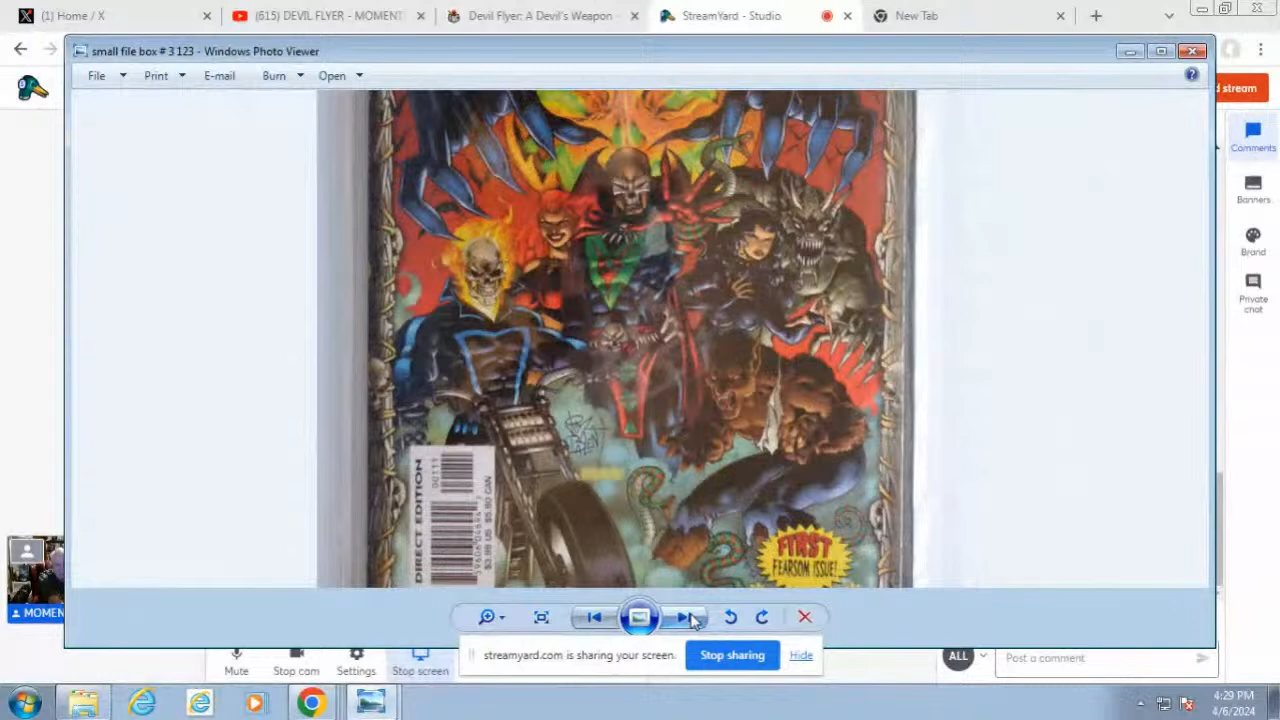 (1) Home / X
(615) DEVIL FLYER - MOMENT
Devil Flyer: A Devil's Weapon -
StreamYard - Studio
New Tab
small file box # 3 123 - Windows Photo Viewer
File
Print
E-mail
Burn
Open
d stream
Comments
Banners
Brand
Private chat
DIRECT EDITION
00111
FIRST
FEARSOM ISSUE!
MOMEN
streamyard.com is sharing your screen.
Stop sharing
Hide
Mute
Stop cam
Settings
Stop screen
ALL
Post a comment
4:29 PM
4/6/2024